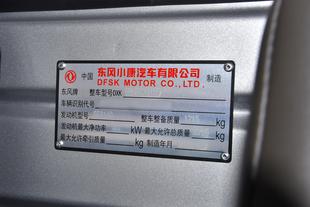 中国 东风小康汽车有限公司 制造
DFSK MOTOR CO.,LTD.
东风牌 整车型号DXK
车辆识别代号
发动机型号 整车整备质量 kg
发动机最大净功率 kW 最大允许总质量 kg
最大允许牵引质量 kg 制造年月